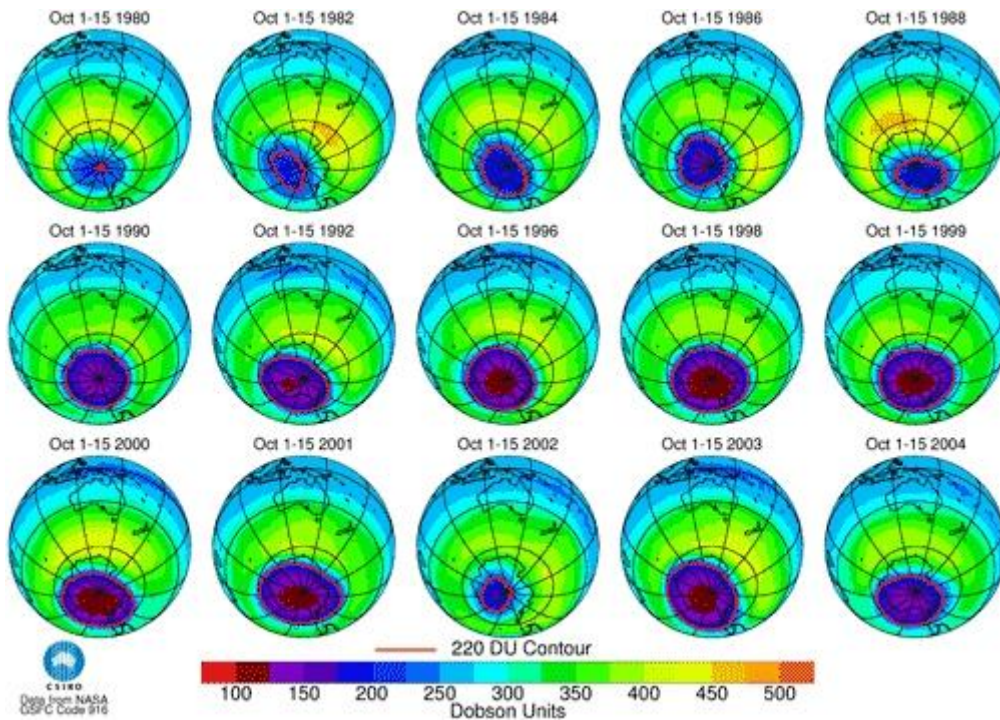 Oct 1-15 1980 Oct 1-15 1982 Oct 1-15 1984 Oct 1-15 1986 Oct 1-15 1988
Oct 1-15 1990 Oct 1-15 1992 Oct 1-15 1996 Oct 1-15 1998 Oct 1-15 1999
Oct 1-15 2000 Oct 1-15 2001 Oct 1-15 2002 Oct 1-15 2003 Oct 1-15 2004
220 DU Contour
CSIRO
Data from NASA
GSFC Code 916
100 150 200 250 300 350 400 450 500
Dobson Units